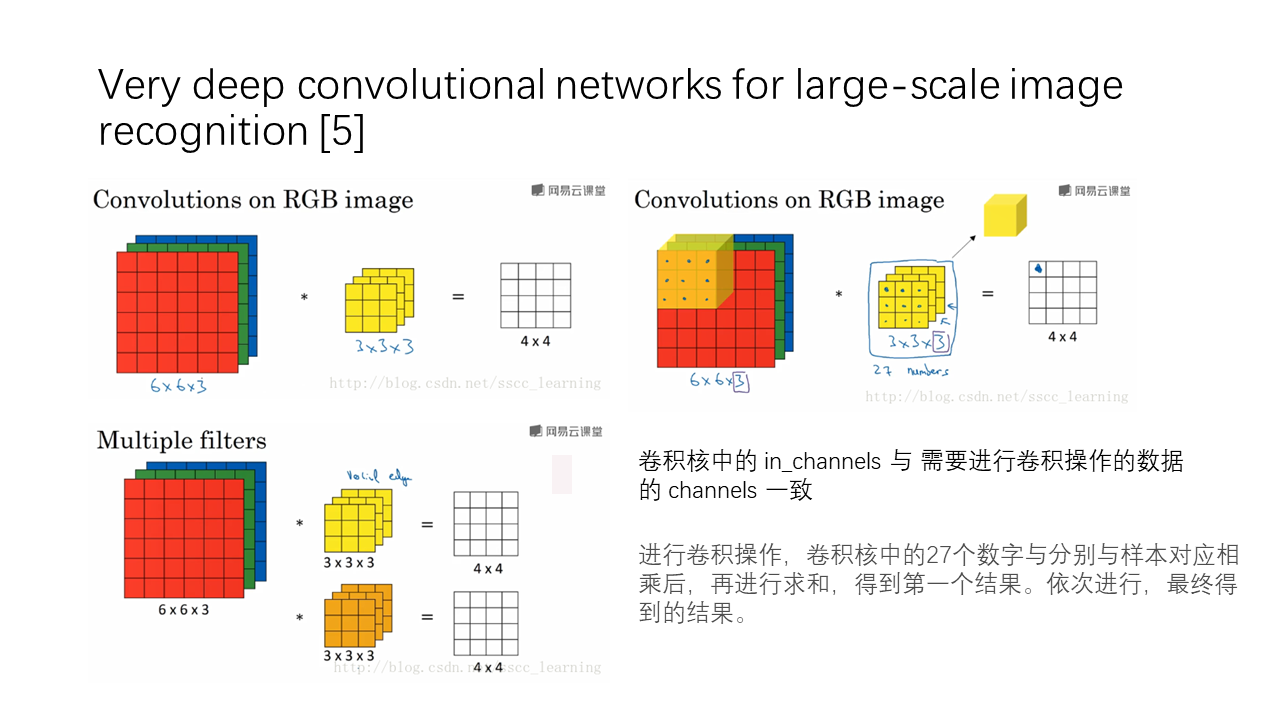 Very deep convolutional networks for large-scale image
recognition [5]
Convolutions on RGB image
网易云课堂
*
=
3x3x3
4 x 4
6x6x3
http://blog.csdn.net/sscc_learning
Convolutions on RGB image
网易云课堂
*
=
3x3x3
4 x 4
27 numbers
6x6x3
http://blog.csdn.net/sscc_learning
Multiple filters
网易云课堂
edge
*
=
3 x 3 x 3
4 x 4
6 x 6 x 3
*
=
3 x 3 x 3
4 x 4
http://blog.csdn.net/sscc_learning
卷积核中的 in_channels 与 需要进行卷积操作的数据
的 channels 一致
进行卷积操作，卷积核中的27个数字与分别与样本对应相
乘后，再进行求和，得到第一个结果。依次进行，最终得
到的结果。